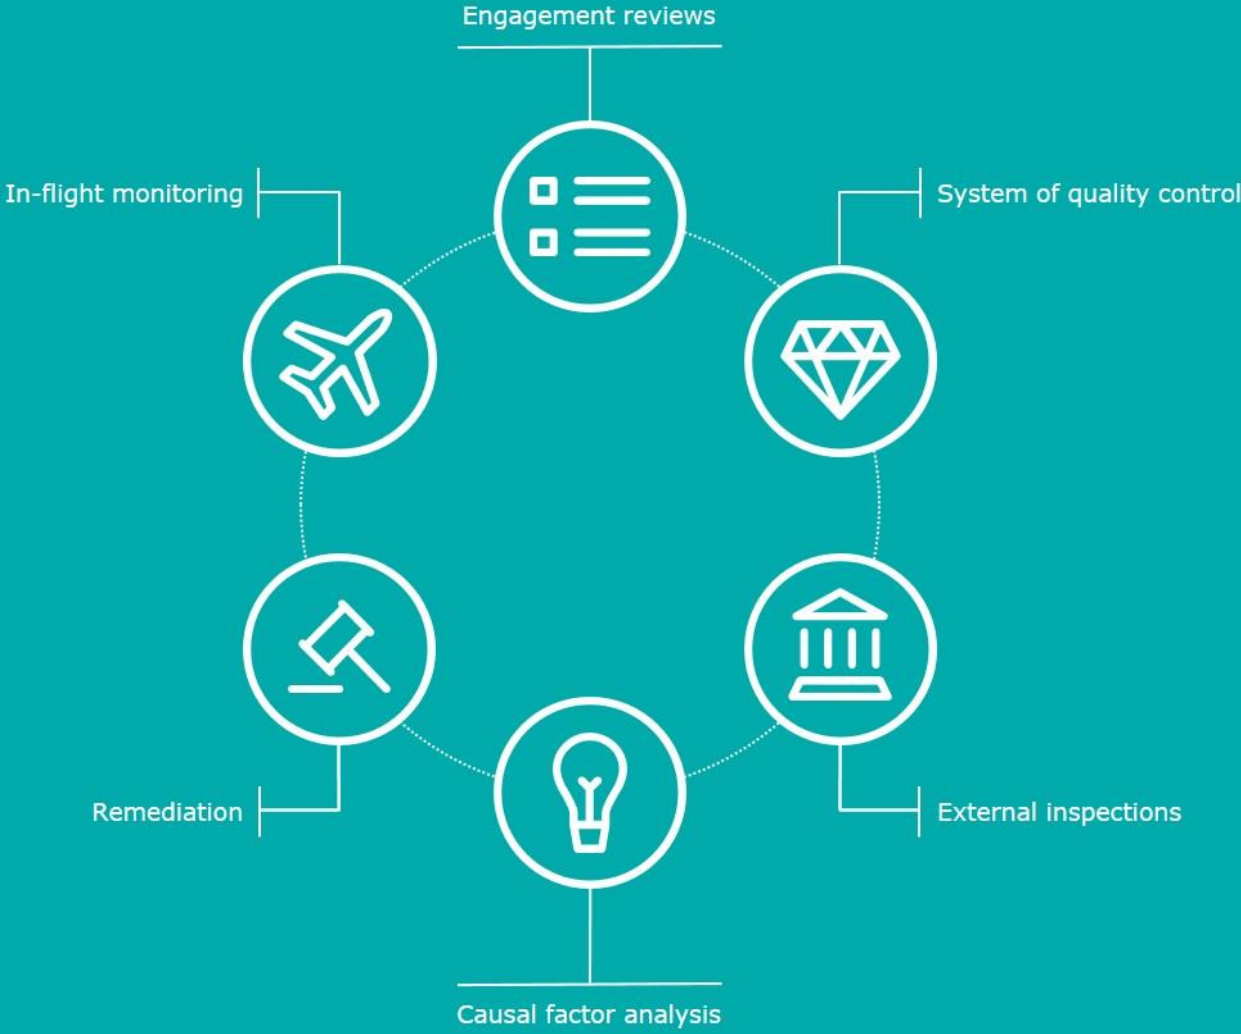 Engagement reviews
In-flight monitoring
System of quality control
Remediation
External inspections
Causal factor analysis